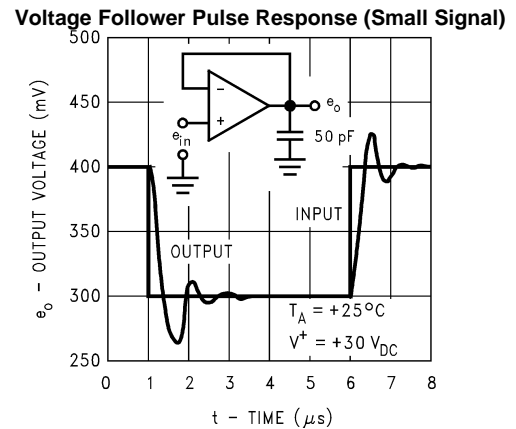 Voltage Follower Pulse Response (Small Signal)
500
450
400
350
300
250
e₀ – OUTPUT VOLTAGE (mV)
−
+
eₒ
e_in
50 pF
INPUT
OUTPUT
T_A = +25°C
V⁺ = +30 V_DC
0 1 2 3 4 5 6 7 8
t – TIME (μs)